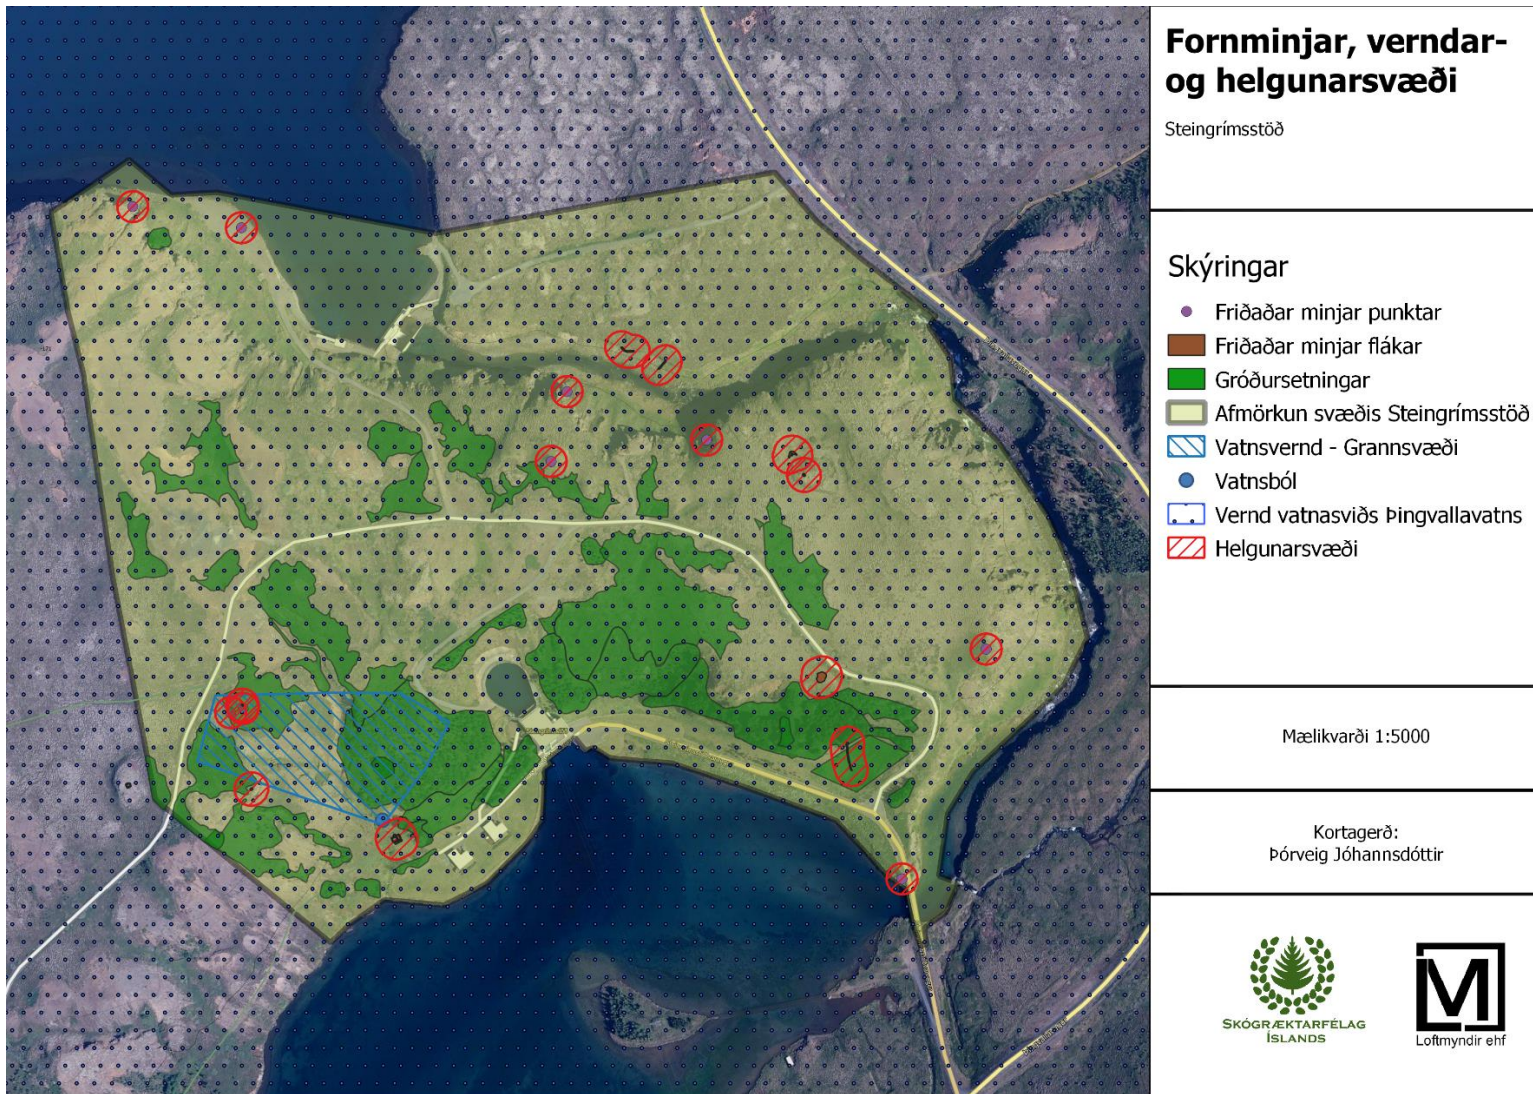 Fornminjar, verndar-
og helgunarsvæði
Steingrímsstöð
Skýringar
Friðaðar minjar punktar
Friðaðar minjar flákar
Gróðursetningar
Afmörkun svæðis Steingrímsstöð
Vatnsvernd - Grannsvæði
Vatnsból
Vernd vatnasviðs Þingvallavatns
Helgunarsvæði
Mælikvarði 1:5000
Kortagerð:
Þórveig Jóhannsdóttir
SKÓGRÆKTARFÉLAG
ÍSLANDS
M
Loftmyndir ehf